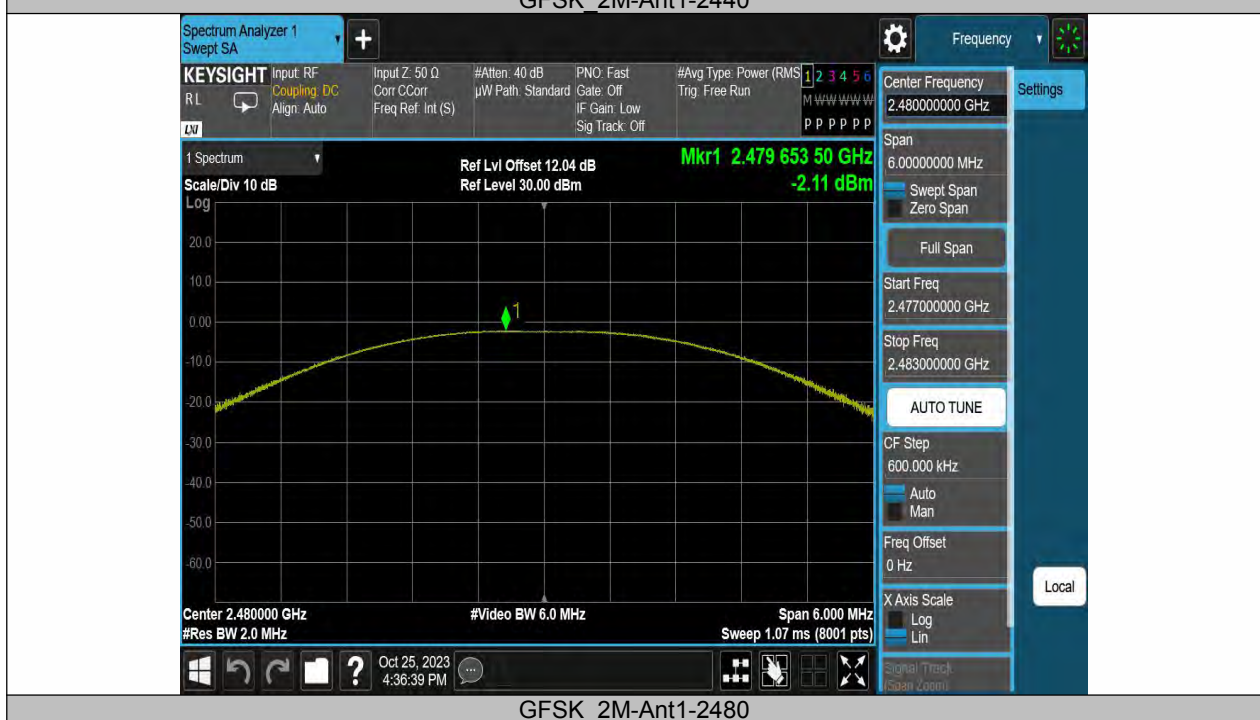 GFSK_2M-Ant1-2440
Spectrum Analyzer 1
Swept SA
Frequency
KEYSIGHT
RL
LXI
Input: RF
Coupling: DC
Align: Auto
Input Z: 50 Ω
Corr CCorr
Freq Ref: Int (S)
#Atten: 40 dB
µW Path: Standard
PNO: Fast
Gate: Off
IF Gain: Low
Sig Track: Off
#Avg Type: Power (RMS
Trig: Free Run
1 2 3 4 5 6
M W W W W W
P P P P P P
1 Spectrum
Scale/Div 10 dB
Log
Ref Lvl Offset 12.04 dB
Ref Level 30.00 dBm
Mkr1 2.479 653 50 GHz
-2.11 dBm
20.0
10.0
0.00
-10.0
-20.0
-30.0
-40.0
-50.0
-60.0
1
Center 2.480000 GHz
#Res BW 2.0 MHz
#Video BW 6.0 MHz
Span 6.000 MHz
Sweep 1.07 ms (8001 pts)
Center Frequency
2.480000000 GHz
Settings
Span
6.00000000 MHz
Swept Span
Zero Span
Full Span
Start Freq
2.477000000 GHz
Stop Freq
2.483000000 GHz
AUTO TUNE
CF Step
600.000 kHz
Auto
Man
Freq Offset
0 Hz
X Axis Scale
Log
Lin
Signal Track
(Span Zoom)
Local
?
Oct 25, 2023
4:36:39 PM
GFSK_2M-Ant1-2480